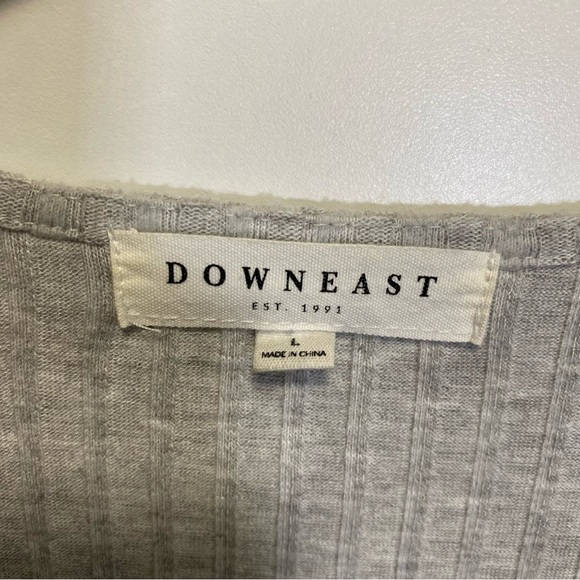 DOWNEAST
EST. 1991
L
MADE IN CHINA